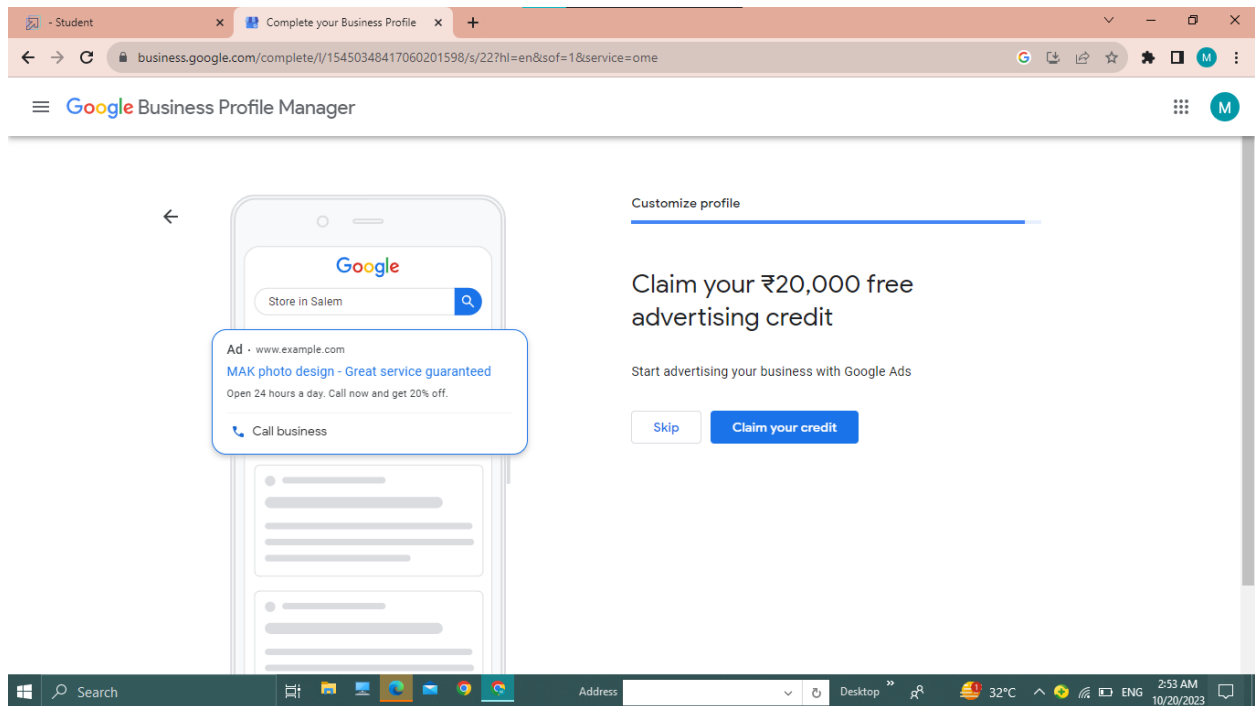 - Student
Complete your Business Profile
business.google.com/complete/l/15450348417060201598/s/22?hl=en&sof=1&service=ome
M
Google Business Profile Manager
M
Google
Store in Salem
Ad · www.example.com
MAK photo design - Great service guaranteed
Open 24 hours a day. Call now and get 20% off.
Call business
Customize profile
Claim your ₹20,000 free
advertising credit
Start advertising your business with Google Ads
Skip
Claim your credit
Search
Address
Desktop
32°C
ENG
2:53 AM
10/20/2023